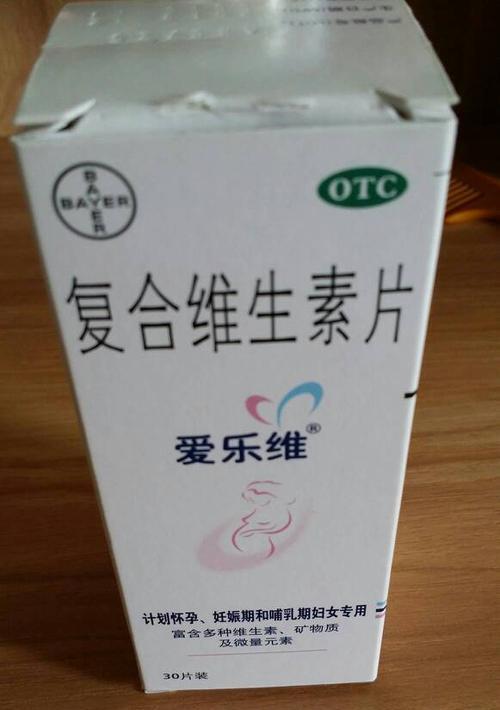 BAYER
BAYER
OTC
复合维生素片
爱乐维®
计划怀孕、妊娠期和哺乳期妇女专用
富含多种维生素、矿物质
及微量元素
30片装